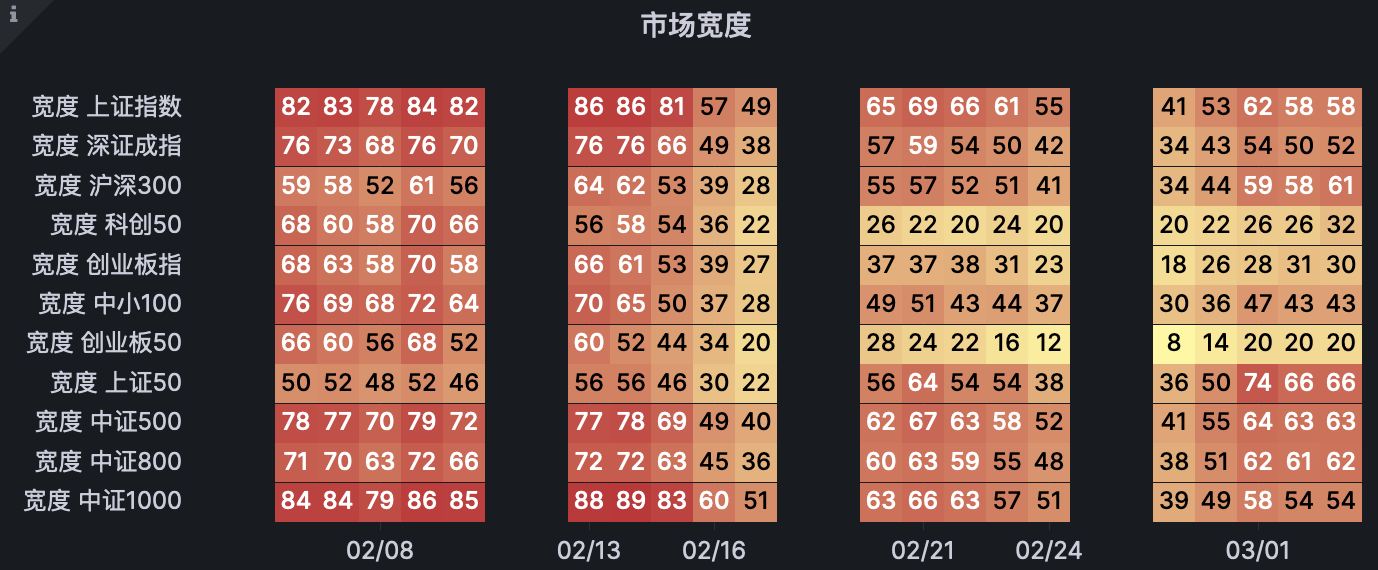 i
市场宽度
宽度 上证指数 82 83 78 84 82 86 86 81 57 49 65 69 66 61 55 41 53 62 58 58
宽度 深证成指 76 73 68 76 70 76 76 66 49 38 57 59 54 50 42 34 43 54 50 52
宽度 沪深300 59 58 52 61 56 64 62 53 39 28 55 57 52 51 41 34 44 59 58 61
宽度 科创50 68 60 58 70 66 56 58 54 36 22 26 22 20 24 20 20 22 26 26 32
宽度 创业板指 68 63 58 70 58 66 61 53 39 27 37 37 38 31 23 18 26 28 31 30
宽度 中小100 76 69 68 72 64 70 65 50 37 28 49 51 43 44 37 30 36 47 43 43
宽度 创业板50 66 60 56 68 52 60 52 44 34 20 28 24 22 16 12 8 14 20 20 20
宽度 上证50 50 52 48 52 46 56 56 46 30 22 56 64 54 54 38 36 50 74 66 66
宽度 中证500 78 77 70 79 72 77 78 69 49 40 62 67 63 58 52 41 55 64 63 63
宽度 中证800 71 70 63 72 66 72 72 63 45 36 60 63 59 55 48 38 51 62 61 62
宽度 中证1000 84 84 79 86 85 88 89 83 60 51 63 66 63 57 51 39 49 58 54 54
02/08 02/13 02/16 02/21 02/24 03/01